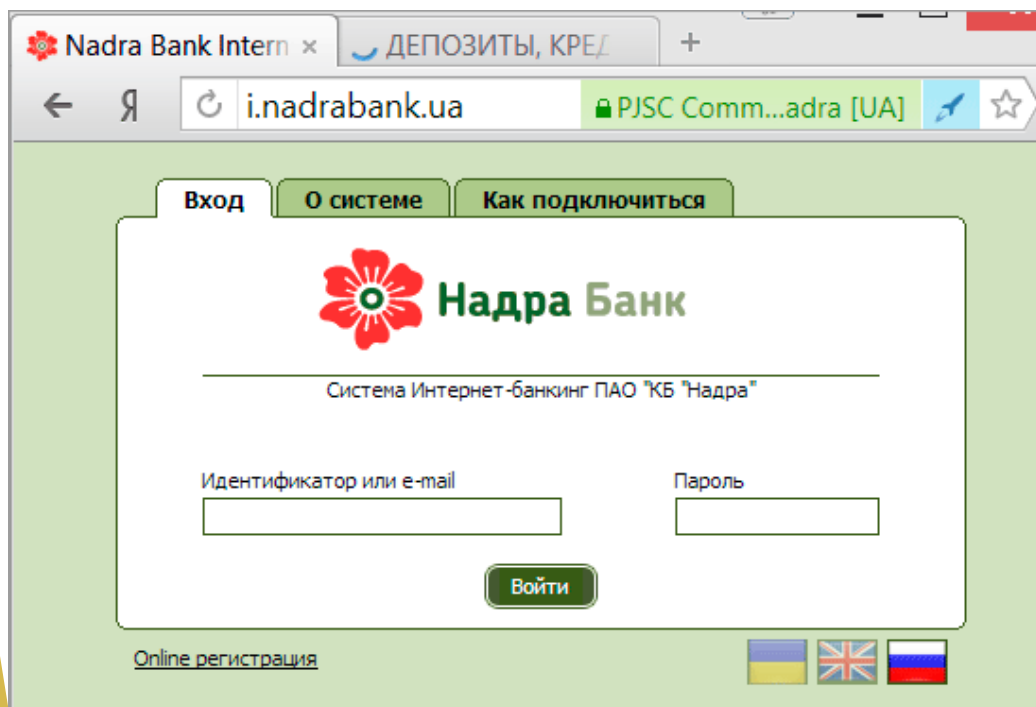 Nadra Bank Intern
ДЕПОЗИТЫ, КРЕД
Я i.nadrabank.ua PJSC Comm...adra [UA]
Вход О системе Как подключиться
Надра Банк
Система Интернет-банкинг ПАО "КБ "Надра"
Идентификатор или e-mail Пароль
Войти
Online регистрация